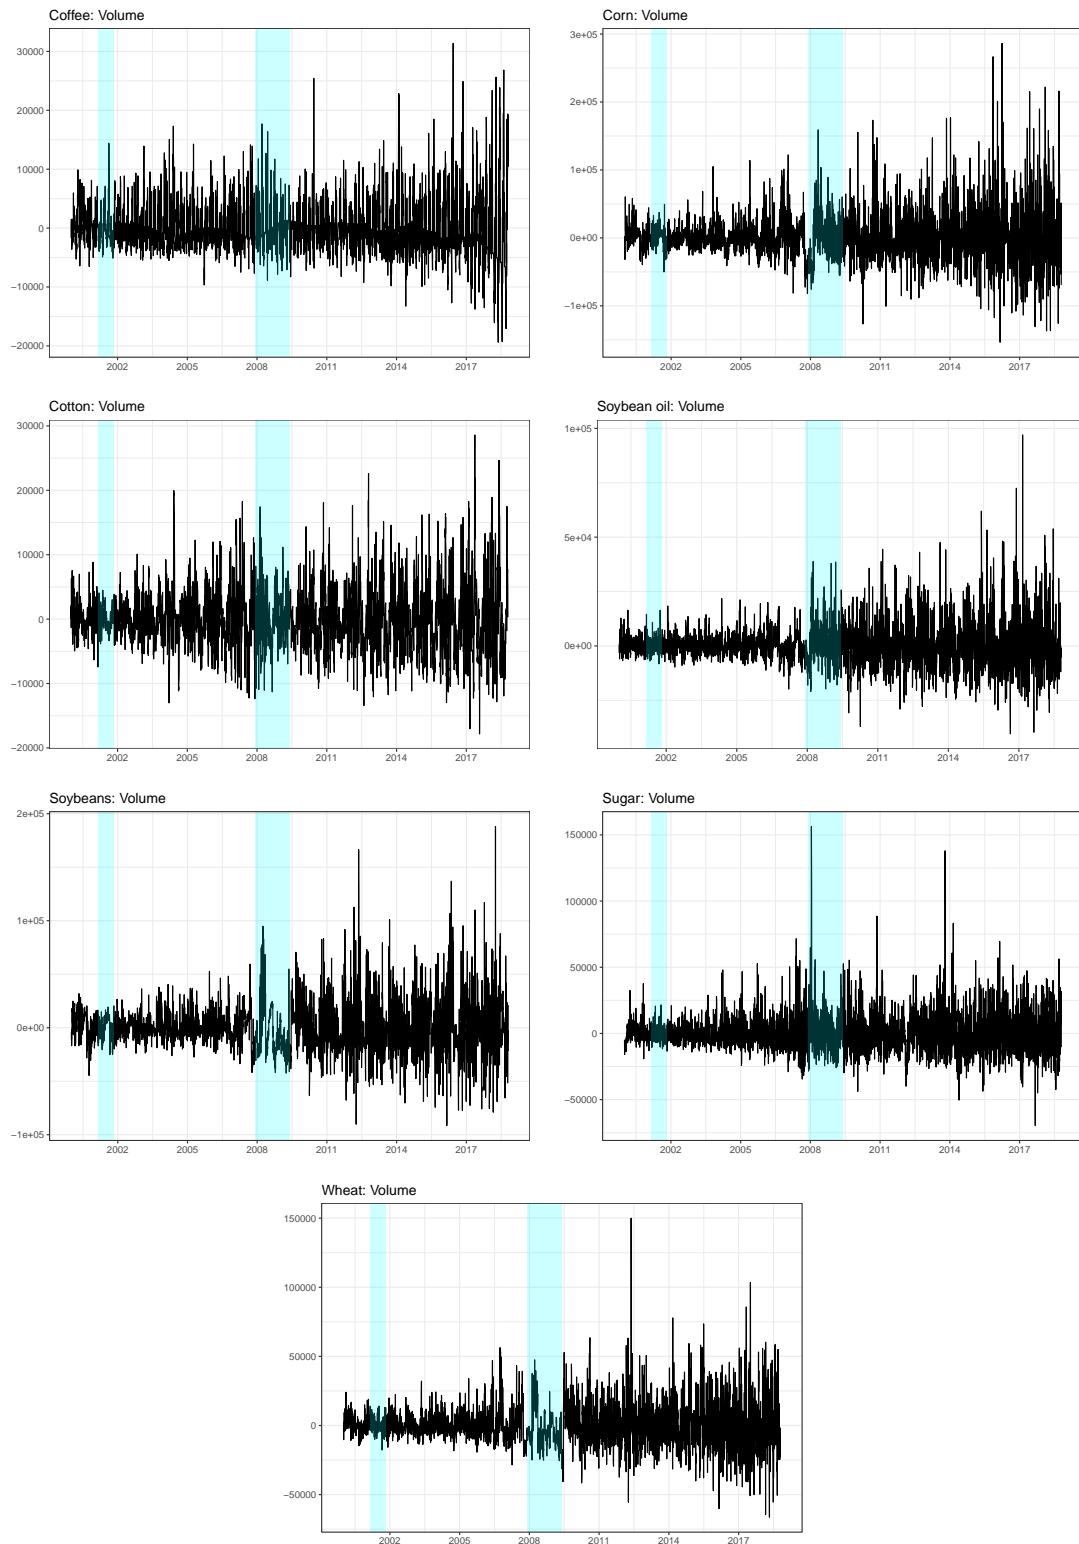 Coffee: Volume
30000
20000
10000
0
−10000
−20000
2002 2005 2008 2011 2014 2017
Corn: Volume
3e+05
2e+05
1e+05
0e+00
−1e+05
2002 2005 2008 2011 2014 2017
Cotton: Volume
30000
20000
10000
0
−10000
−20000
2002 2005 2008 2011 2014 2017
Soybean oil: Volume
1e+05
5e+04
0e+00
2002 2005 2008 2011 2014 2017
Soybeans: Volume
2e+05
1e+05
0e+00
−1e+05
2002 2005 2008 2011 2014 2017
Sugar: Volume
150000
100000
50000
0
−50000
2002 2005 2008 2011 2014 2017
Wheat: Volume
150000
100000
50000
0
−50000
2002 2005 2008 2011 2014 2017